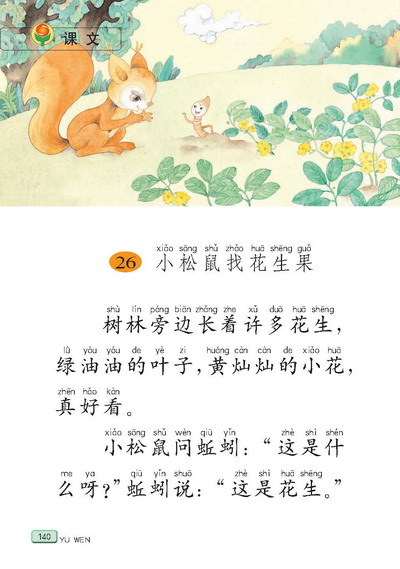 课文
xiǎo sōng shǔ zhǎo huā shēng guǒ
26 小松鼠找花生果
shù lín páng biān zhǎng zhe xǔ duō huā shēng
树林旁边长着许多花生，
lǜ yóu yóu de yè zi huáng càn càn de xiǎo huā
绿油油的叶子，黄灿灿的小花，
zhēn hǎo kàn
真好看。
xiǎo sōng shǔ wèn qiū yǐn zhè shì shén
小松鼠问蚯蚓：“这是什
me ya qiū yǐn shuō zhè shì huā shēng
么呀？”蚯蚓说：“这是花生。”
140 YU WEN